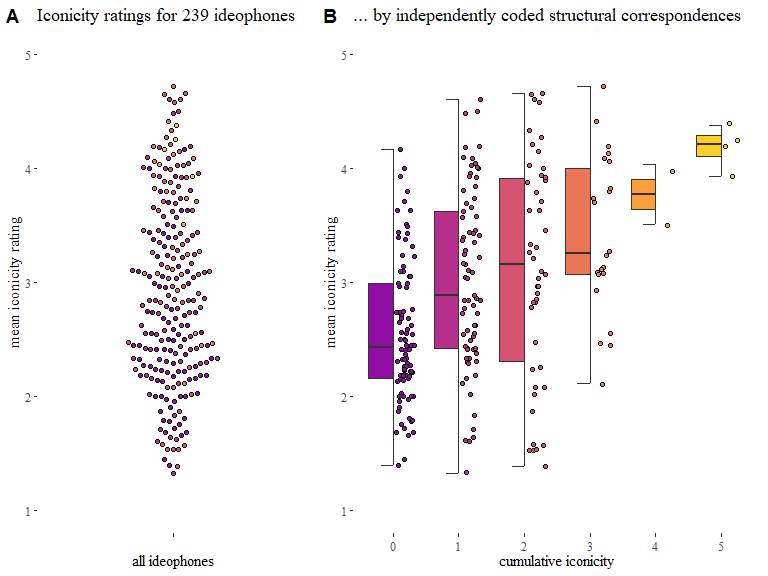 A Iconicity ratings for 239 ideophones
5
4
3
2
1
mean iconicity rating
all ideophones
B ... by independently coded structural correspondences
5
4
3
2
1
mean iconicity rating
0 1 2 3 4 5
cumulative iconicity